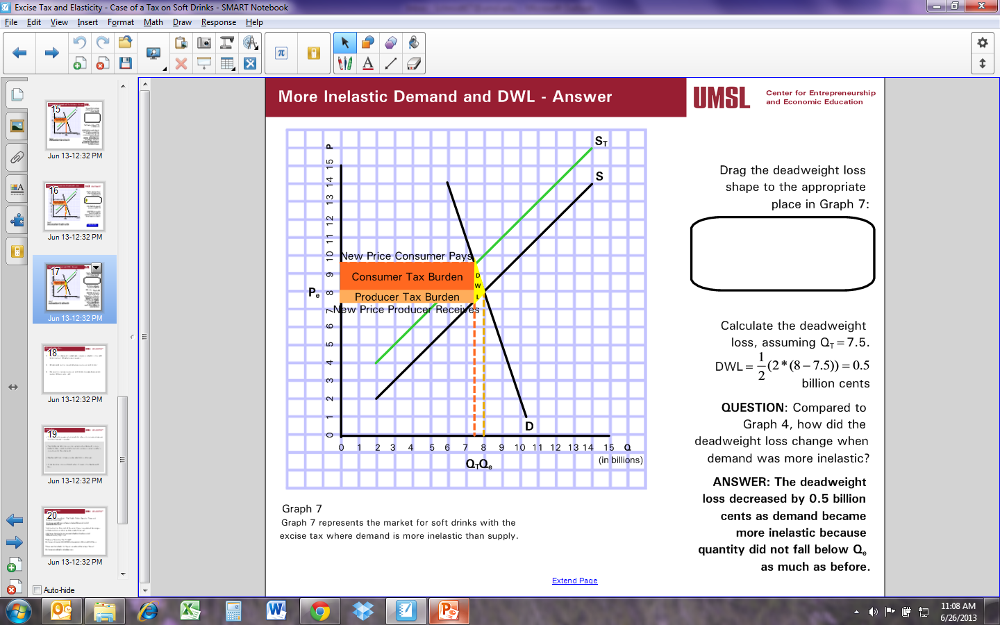 Excise Tax and Elasticity - Case of a Tax on Soft Drinks - SMART Notebook
File Edit View Insert Format Math Draw Response Help
15
Jun 13-12:32 PM
16
Jun 13-12:32 PM
17
Jun 13-12:32 PM
18
Jun 13-12:32 PM
19
Jun 13-12:32 PM
20
Jun 13-12:32 PM
Auto-hide
More Inelastic Demand and DWL - Answer
UMSL
Center for Entrepreneurship
and Economic Education
P
15
14
13
12
11
10
9
8
7
6
5
4
3
2
1
0
Pe
ST
S
New Price Consumer Pays
Consumer Tax Burden
Producer Tax Burden
New Price Producer Receives
D
W
L
D
0 1 2 3 4 5 6 7 8 9 10 11 12 13 14 15 Q
(in billions)
QT Qe
Graph 7
Graph 7 represents the market for soft drinks with the
excise tax where demand is more inelastic than supply.
Extend Page
Drag the deadweight loss
shape to the appropriate
place in Graph 7:
Calculate the deadweight
loss, assuming QT = 7.5.
DWL = 1/2 (2 * (8 − 7.5)) = 0.5
billion cents
QUESTION: Compared to
Graph 4, how did the
deadweight loss change when
demand was more inelastic?
ANSWER: The deadweight
loss decreased by 0.5 billion
cents as demand became
more inelastic because
quantity did not fall below Qe
as much as before.
11:08 AM
6/26/2013